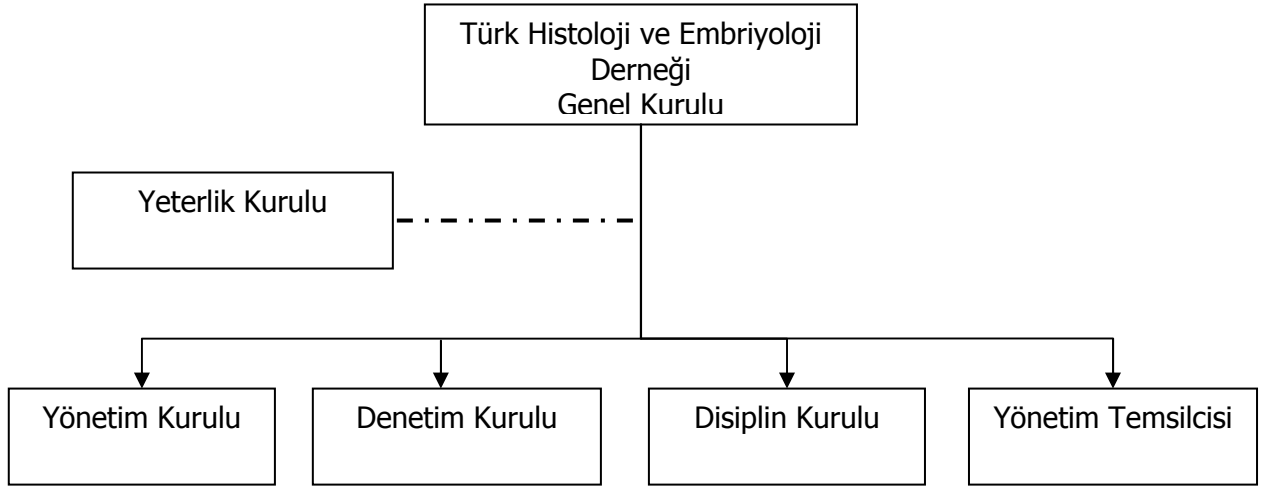 Türk Histoloji ve Embriyoloji
Derneği
Genel Kurulu
Yeterlik Kurulu
Yönetim Kurulu
Denetim Kurulu
Disiplin Kurulu
Yönetim Temsilcisi